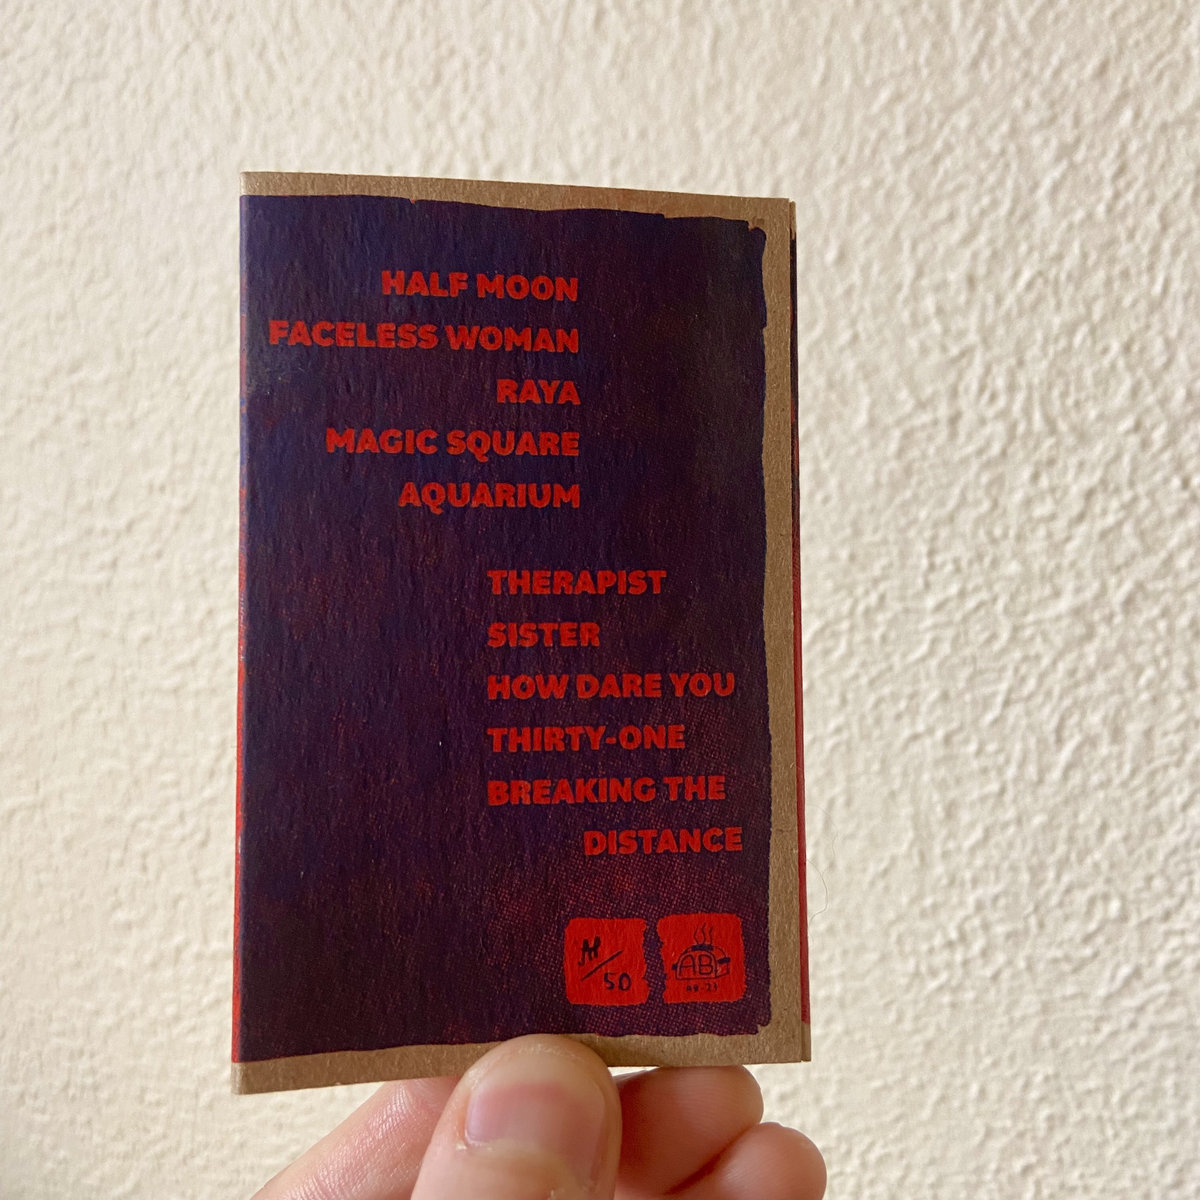 HALF MOON
FACELESS WOMAN
RAYA
MAGIC SQUARE
AQUARIUM
THERAPIST
SISTER
HOW DARE YOU
THIRTY-ONE
BREAKING THE
DISTANCE
/50
AB